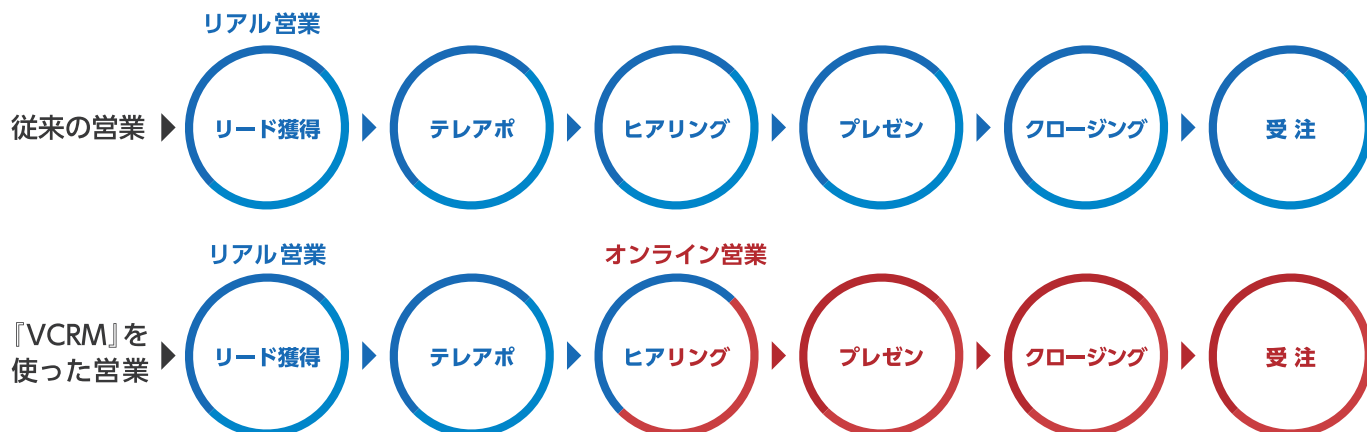 リアル営業
従来の営業
リード獲得
テレアポ
ヒアリング
プレゼン
クロージング
受 注
リアル営業
オンライン営業
『VCRM』を
使った営業
リード獲得
テレアポ
ヒアリング
プレゼン
クロージング
受 注